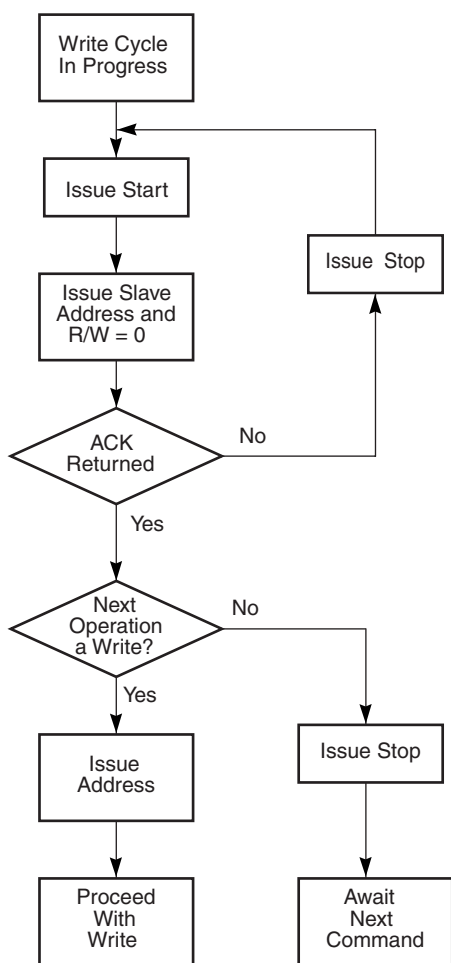 Write Cycle
In Progress
Issue Start
Issue Stop
Issue Slave
Address and
R/W = 0
ACK
Returned
No
Yes
Next
Operation
a Write?
No
Yes
Issue
Address
Issue Stop
Proceed
With
Write
Await
Next
Command